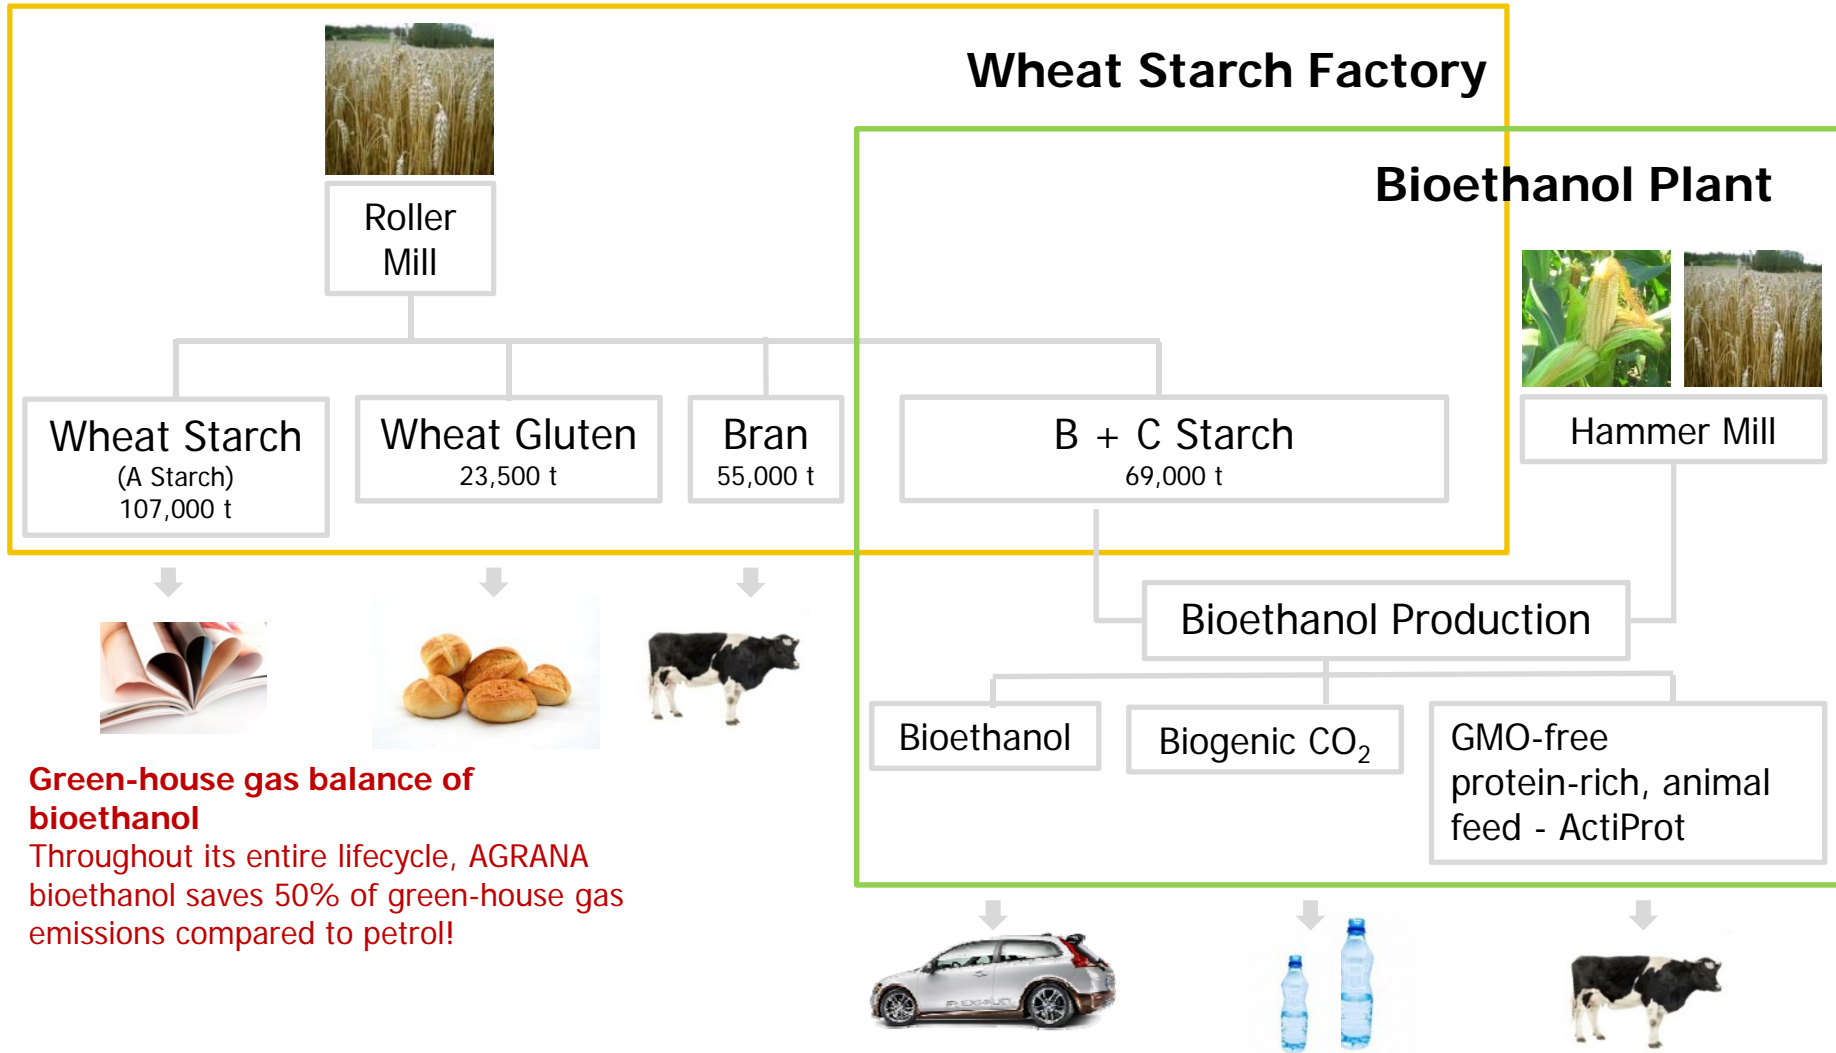 Wheat Starch Factory
Bioethanol Plant
Roller
Mill
Wheat Starch
(A Starch)
107,000 t
Wheat Gluten
23,500 t
Bran
55,000 t
B + C Starch
69,000 t
Hammer Mill
Bioethanol Production
Bioethanol
Biogenic CO₂
GMO-free
protein-rich, animal
feed - ActiProt
Green-house gas balance of
bioethanol
Throughout its entire lifecycle, AGRANA
bioethanol saves 50% of green-house gas
emissions compared to petrol!